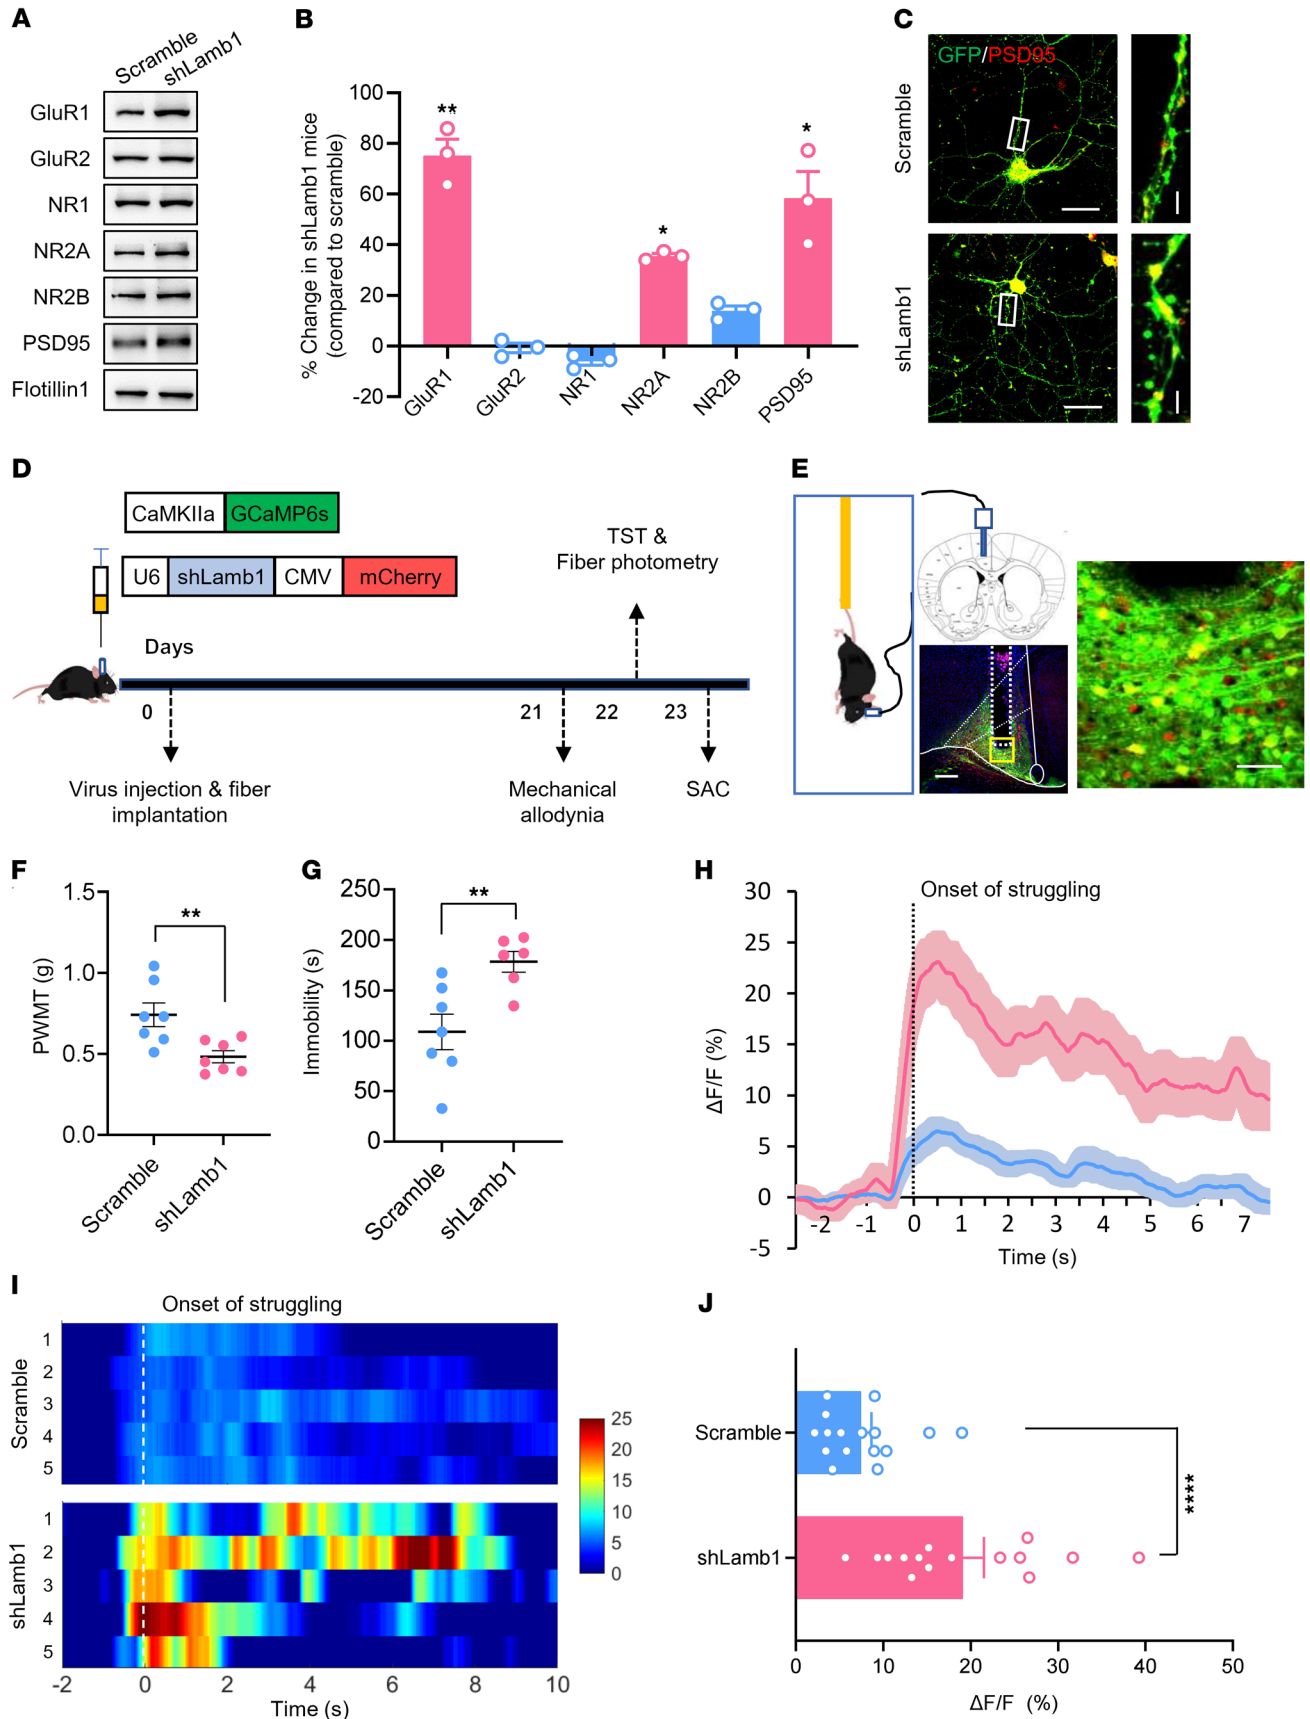 A
Scramble
shLamb1
GluR1
GluR2
NR1
NR2A
NR2B
PSD95
Flotillin1
B
% Change in shLamb1 mice
(compared to scramble)
100
80
60
40
20
0
-20
**
*
*
GluR1
GluR2
NR1
NR2A
NR2B
PSD95
C
GFP/PSD95
Scramble
shLamb1
D
CaMKIIa GCaMP6s
U6 shLamb1 CMV mCherry
Days
0
21
22
23
TST &
Fiber photometry
Virus injection & fiber
implantation
Mechanical
allodynia
SAC
E
F
PWMT (g)
1.5
1.0
0.5
0.0
**
Scramble
shLamb1
G
Immobility (s)
250
200
150
100
50
0
**
Scramble
shLamb1
H
Onset of struggling
ΔF/F (%)
30
25
20
15
10
5
0
-5
-2 -1 0 1 2 3 4 5 6 7
Time (s)
I
Onset of struggling
Scramble
1
2
3
4
5
shLamb1
1
2
3
4
5
-2 0 2 4 6 8 10
Time (s)
25
20
15
10
5
0
J
Scramble
shLamb1
****
0 10 20 30 40 50
ΔF/F (%)